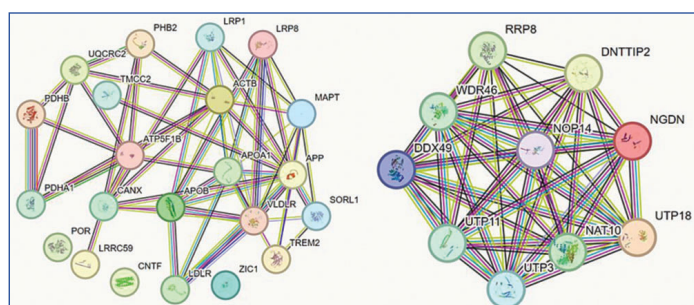 PHB2
LRP1
LRP8
UQCRC2
TMCC2
ACTB
PDHB
MAPT
ATP5F1B
APOA1
APP
PDHA1
CANX
APOB
VLDLR
SORL1
POR
LRRC59
TREM2
CNTF
LDLR
ZIC1
RRP8
DNTTIP2
WDR46
NGDN
NOP14
DDX49
UTP11
NAT10
UTP18
UTP3